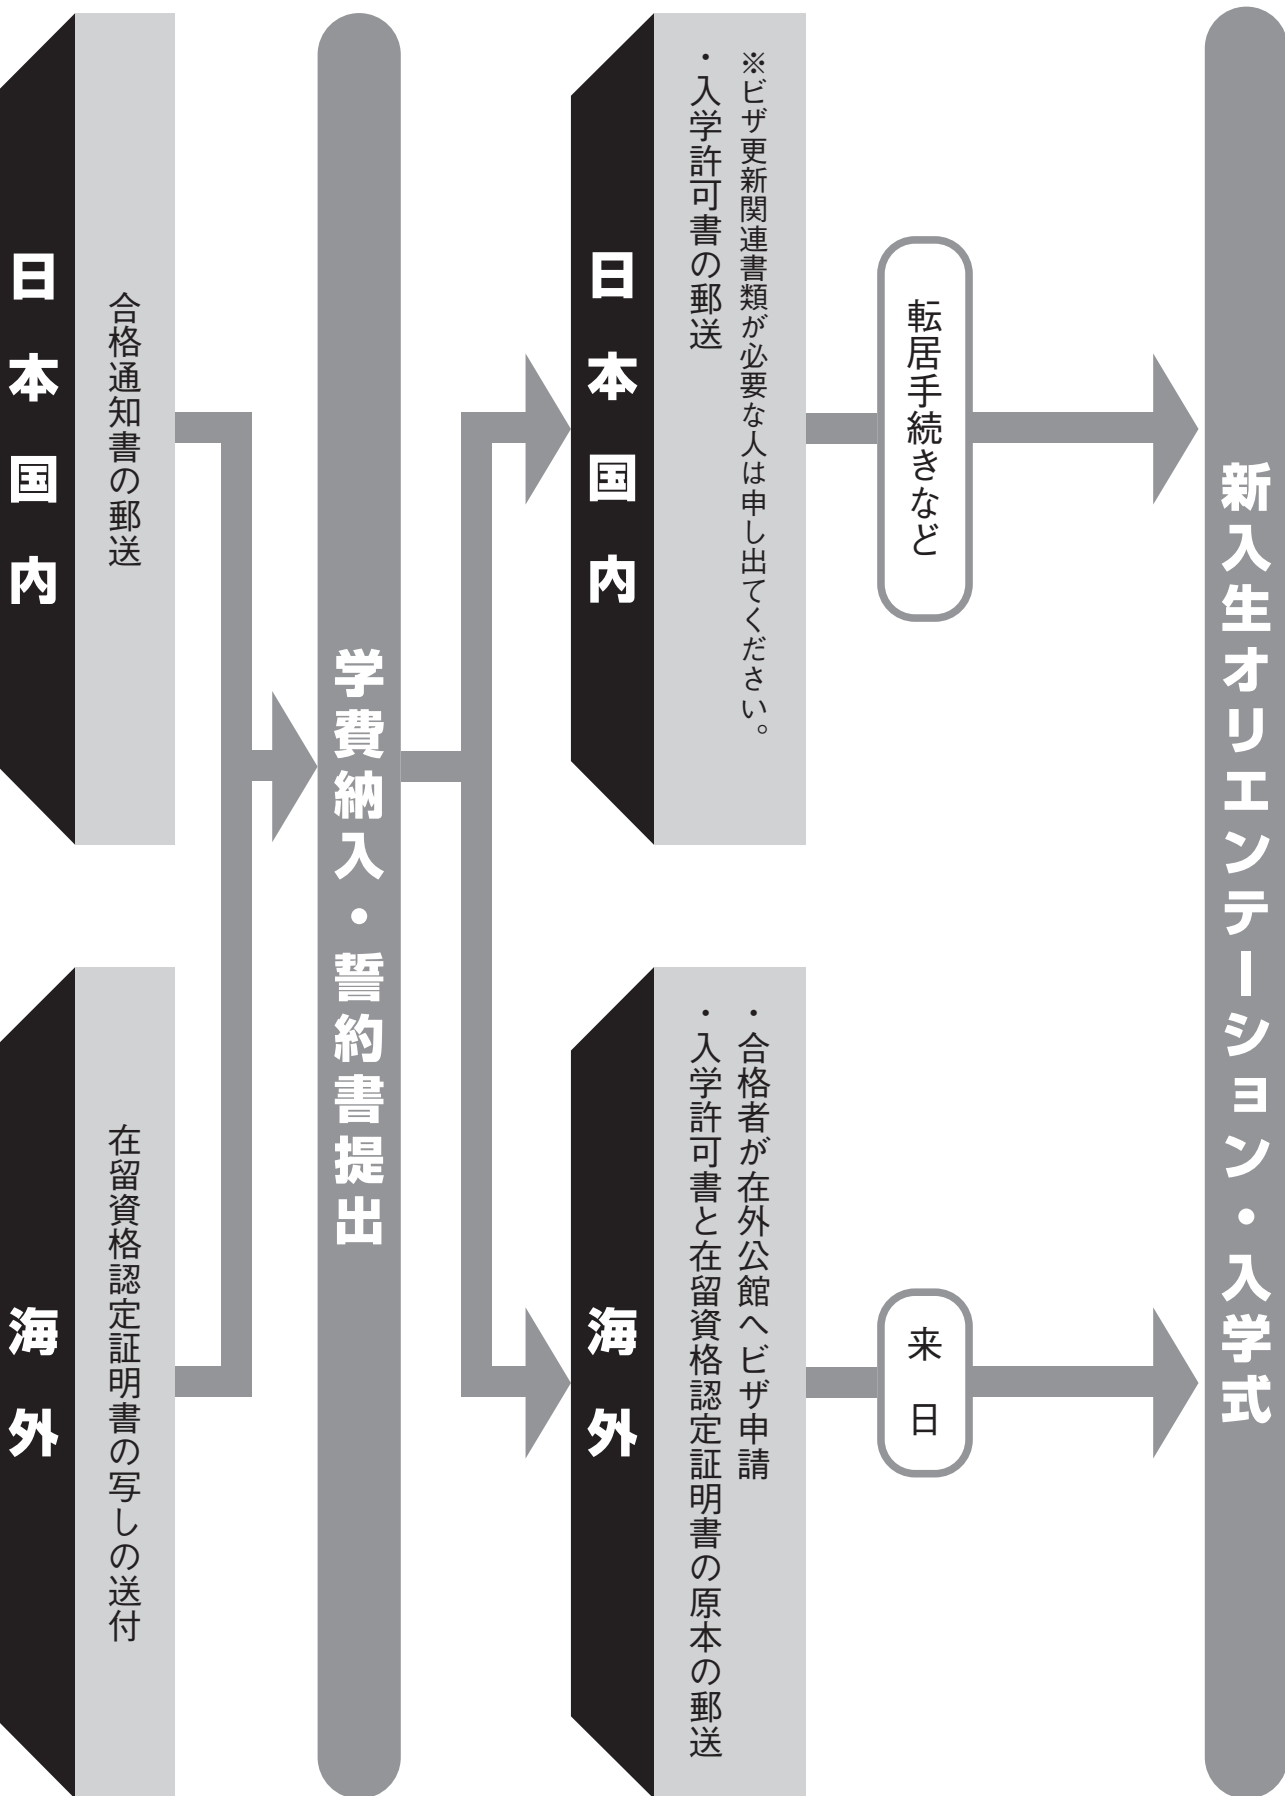 日本国内
合格通知書の郵送
海外
在留資格認定証明書の写しの送付
学費納入・誓約書提出
日本国内
・入学許可書の郵送
※ビザ更新関連書類が必要な人は申し出てください。
海外
・入学許可書と在留資格認定証明書の原本の郵送
・合格者が在外公館へビザ申請
転居手続きなど
来日
新入生オリエンテーション・入学式